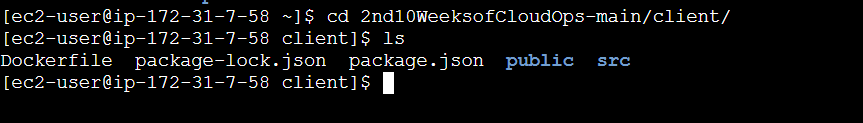 [ec2-user@ip-172-31-7-58 ~]$ cd 2nd10WeeksofCloudOps-main/client/
[ec2-user@ip-172-31-7-58 client]$ ls
Dockerfile  package-lock.json  package.json  public  src
[ec2-user@ip-172-31-7-58 client]$